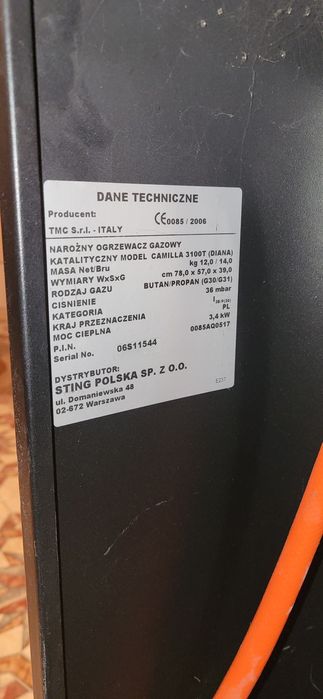 DANE TECHNICZNE
Producent: CE0085 / 2006
TMC S.r.l. - ITALY
NAROŻNY OGRZEWACZ GAZOWY
KATALITYCZNY MODEL CAMILLA 3100T (DIANA)
MASA Net/Bru kg 12,0 / 14,0
WYMIARY WxSxG cm 78,0 x 57,0 x 39,0
RODZAJ GAZU BUTAN/PROPAN (G30/G31)
CISNIENIE 36 mbar
KATEGORIA
KRAJ PRZEZNACZENIA PL
MOC CIEPLNA 3,4 kW
P.I.N. 0085AQ0517
Serial No. 06S11544
DYSTRYBUTOR:
STING POLSKA SP. Z O.O.
ul. Domaniewska 48
02-672 Warszawa